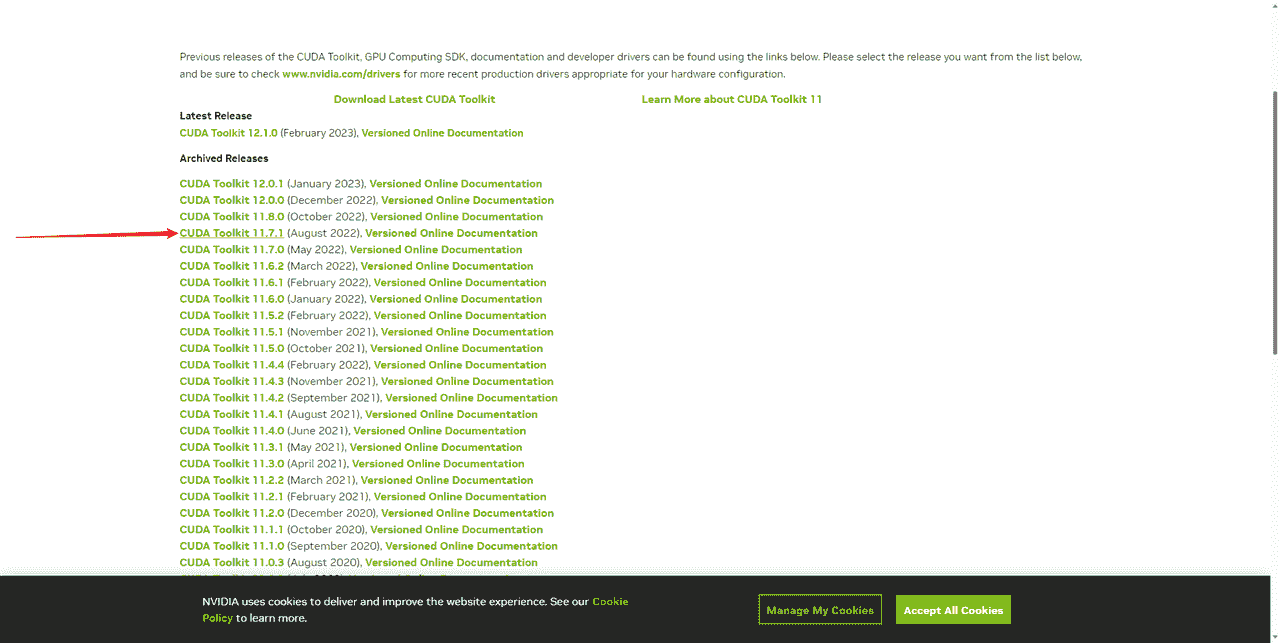 Previous releases of the CUDA Toolkit, GPU Computing SDK, documentation and developer drivers can be found using the links below. Please select the release you want from the list below,
and be sure to check www.nvidia.com/drivers for more recent production drivers appropriate for your hardware configuration.
Download Latest CUDA Toolkit Learn More about CUDA Toolkit 11
Latest Release
CUDA Toolkit 12.1.0 (February 2023), Versioned Online Documentation
Archived Releases
CUDA Toolkit 12.0.1 (January 2023), Versioned Online Documentation
CUDA Toolkit 12.0.0 (December 2022), Versioned Online Documentation
CUDA Toolkit 11.8.0 (October 2022), Versioned Online Documentation
CUDA Toolkit 11.7.1 (August 2022), Versioned Online Documentation
CUDA Toolkit 11.7.0 (May 2022), Versioned Online Documentation
CUDA Toolkit 11.6.2 (March 2022), Versioned Online Documentation
CUDA Toolkit 11.6.1 (February 2022), Versioned Online Documentation
CUDA Toolkit 11.6.0 (January 2022), Versioned Online Documentation
CUDA Toolkit 11.5.2 (February 2022), Versioned Online Documentation
CUDA Toolkit 11.5.1 (November 2021), Versioned Online Documentation
CUDA Toolkit 11.5.0 (October 2021), Versioned Online Documentation
CUDA Toolkit 11.4.4 (February 2022), Versioned Online Documentation
CUDA Toolkit 11.4.3 (November 2021), Versioned Online Documentation
CUDA Toolkit 11.4.2 (September 2021), Versioned Online Documentation
CUDA Toolkit 11.4.1 (August 2021), Versioned Online Documentation
CUDA Toolkit 11.4.0 (June 2021), Versioned Online Documentation
CUDA Toolkit 11.3.1 (May 2021), Versioned Online Documentation
CUDA Toolkit 11.3.0 (April 2021), Versioned Online Documentation
CUDA Toolkit 11.2.2 (March 2021), Versioned Online Documentation
CUDA Toolkit 11.2.1 (February 2021), Versioned Online Documentation
CUDA Toolkit 11.2.0 (December 2020), Versioned Online Documentation
CUDA Toolkit 11.1.1 (October 2020), Versioned Online Documentation
CUDA Toolkit 11.1.0 (September 2020), Versioned Online Documentation
CUDA Toolkit 11.0.3 (August 2020), Versioned Online Documentation
NVIDIA uses cookies to deliver and improve the website experience. See our Cookie
Policy to learn more.
Manage My Cookies
Accept All Cookies